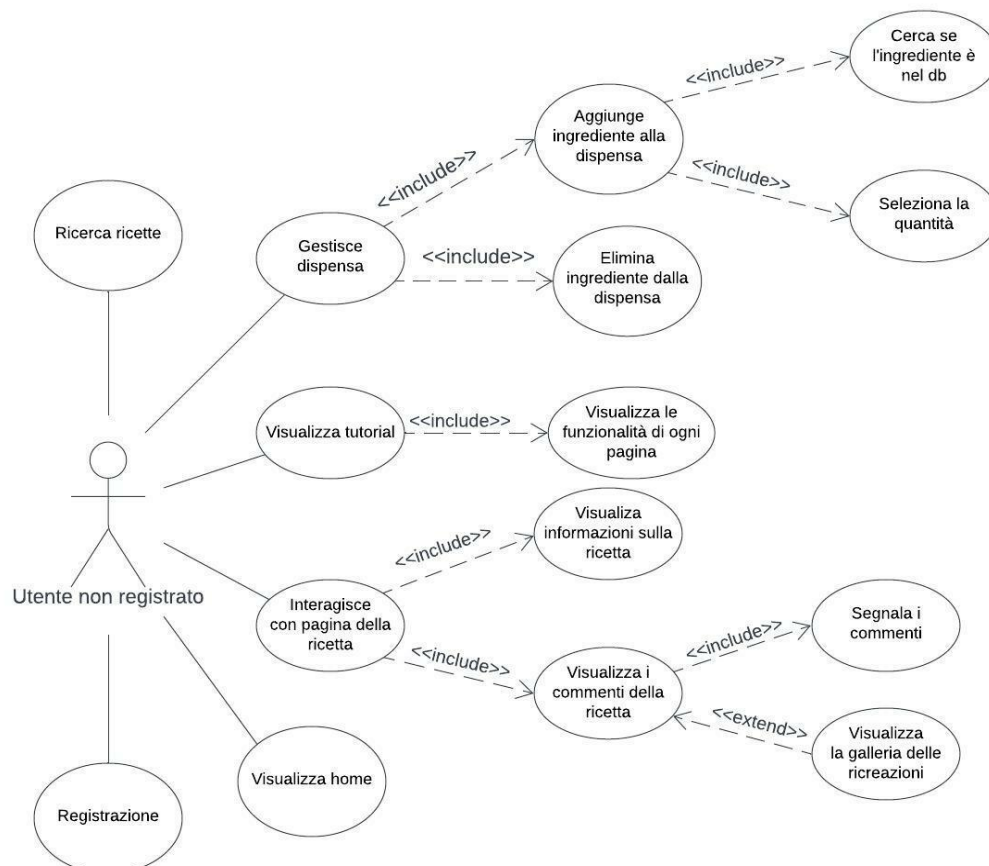 Cerca se
l'ingrediente è
nel db
<<include>>
Aggiunge
ingrediente alla
dispensa
<<include>>
<<include>>
Seleziona la
quantità
Ricerca ricette
Gestisce
dispensa
<<include>>
Elimina
ingrediente dalla
dispensa
Visualizza tutorial
<<include>>
Visualizza le
funzionalità di ogni
pagina
Visualiza
informazioni sulla
ricetta
<<include>>
Utente non registrato
Interagisce
con pagina della
ricetta
<<include>>
Visualizza i
commenti della
ricetta
<<include>>
Segnala i
commenti
<<extend>>
Visualizza
la galleria delle
ricreazioni
Visualizza home
Registrazione